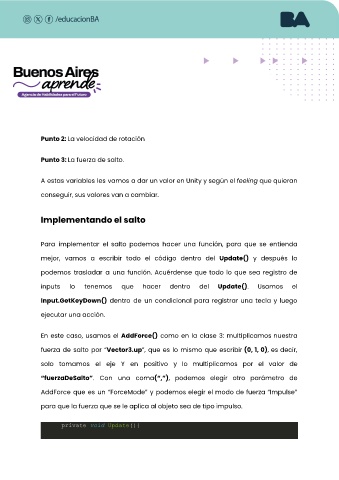 /educacionBA
BA
Buenos Aires
aprende
Agencia de Habilidades para el Futuro
Punto 2: La velocidad de rotación
Punto 3: La fuerza de salto.
A estas variables les vamos a dar un valor en Unity y según el feeling que quieran
conseguir, sus valores van a cambiar.
Implementando el salto
Para implementar el salto podemos hacer una función, para que se entienda
mejor, vamos a escribir todo el código dentro del Update() y después lo
podemos trasladar a una función. Acuérdense que todo lo que sea registro de
inputs lo tenemos que hacer dentro del Update(). Usamos el
Input.GetKeyDown() dentro de un condicional para registrar una tecla y luego
ejecutar una acción.
En este caso, usamos el AddForce() como en la clase 3: multiplicamos nuestra
fuerza de salto por “Vector3.up”, que es lo mismo que escribir (0, 1, 0), es decir,
solo tomamos el eje Y en positivo y lo multiplicamos por el valor de
“fuerzaDeSalto”. Con una coma(“,”), podemos elegir otro parámetro de
AddForce que es un “ForceMode” y podemos elegir el modo de fuerza “Impulse”
para que la fuerza que se le aplica al objeto sea de tipo impulso.
private void Update(){